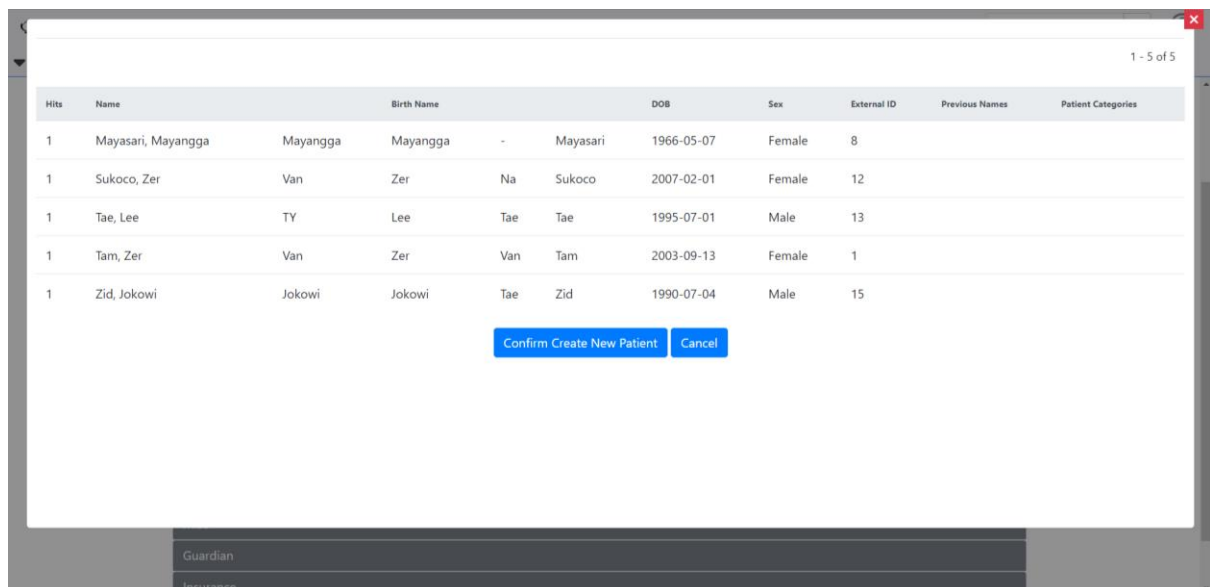 1 - 5 of 5
Hits Name Birth Name DOB Sex External ID Previous Names Patient Categories
1 Mayasari, Mayangga Mayangga Mayangga - Mayasari 1966-05-07 Female 8
1 Sukoco, Zer Van Zer Na Sukoco 2007-02-01 Female 12
1 Tae, Lee TY Lee Tae Tae 1995-07-01 Male 13
1 Tam, Zer Van Zer Van Tam 2003-09-13 Female 1
1 Zid, Jokowi Jokowi Jokowi Tae Zid 1990-07-04 Male 15
Confirm Create New Patient Cancel
Guardian
Insurance